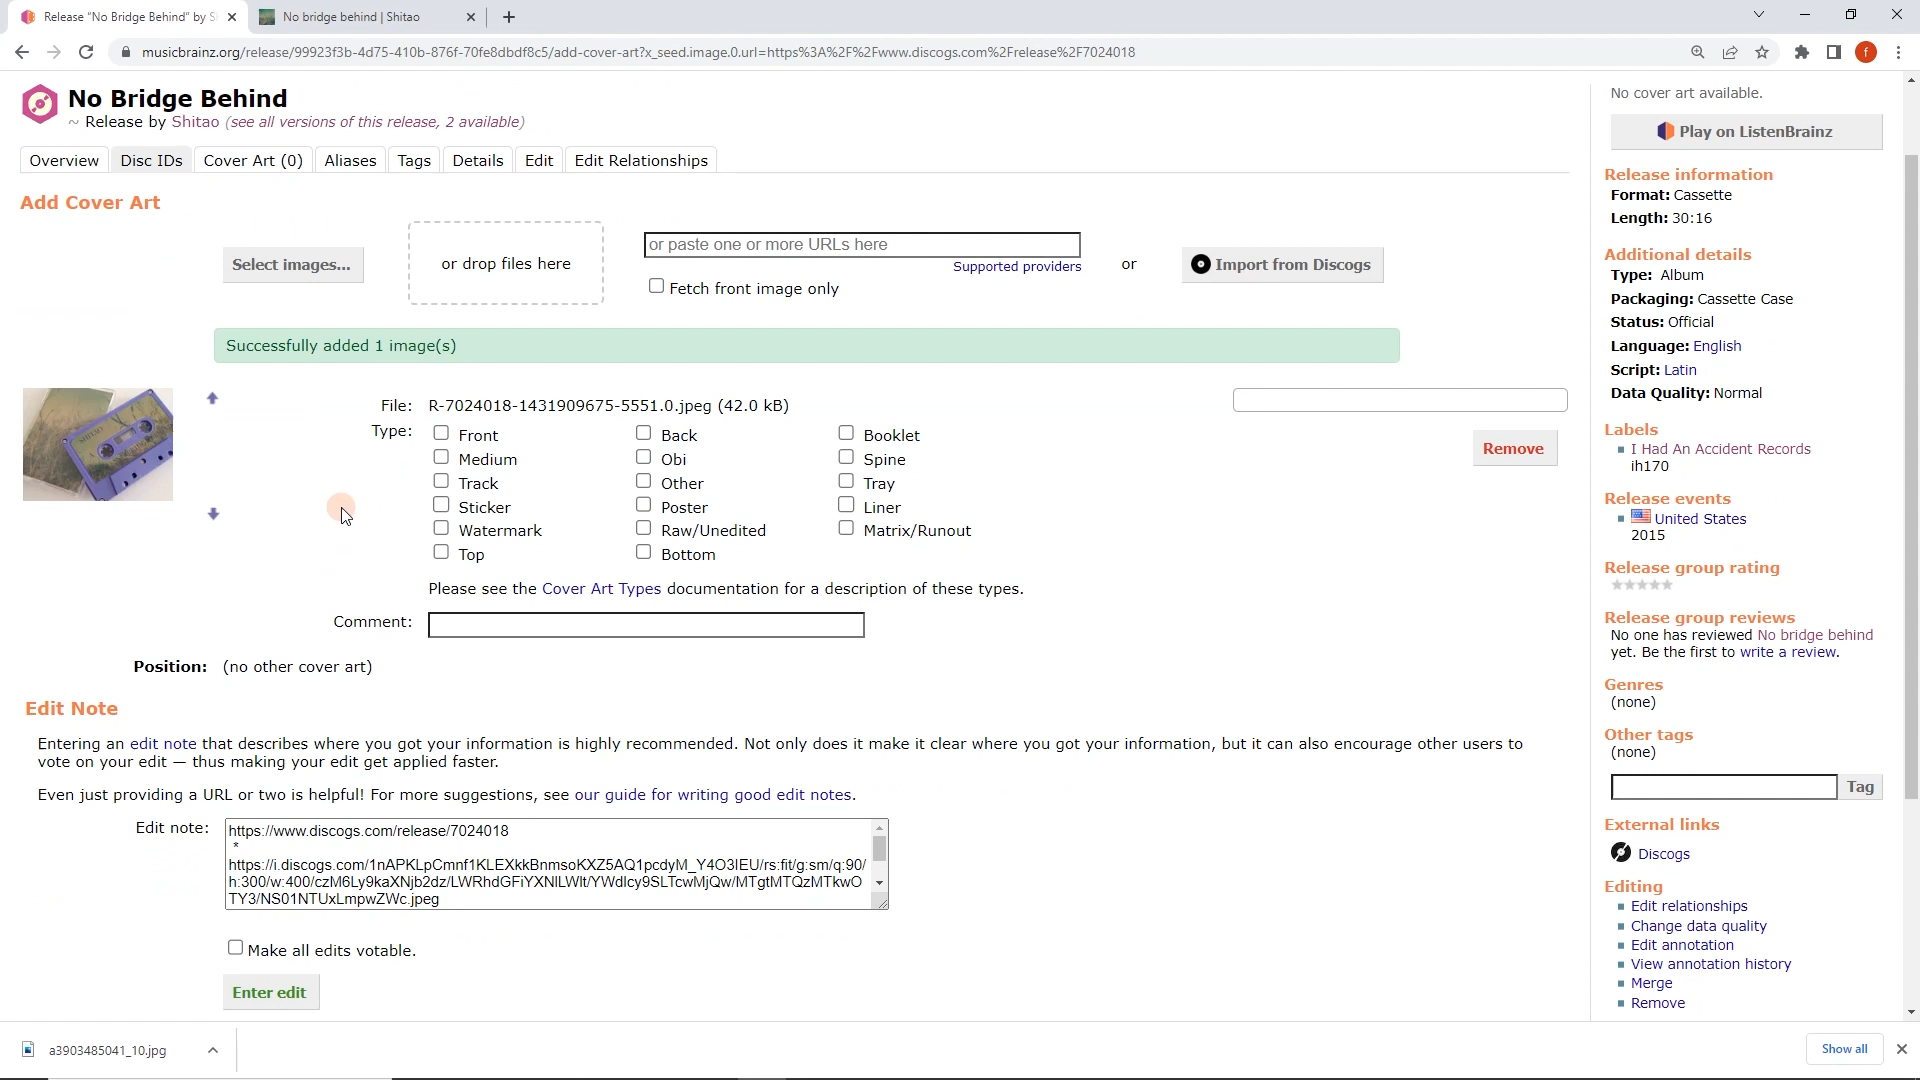 Release "No Bridge Behind" by S
No bridge behind | Shitao
musicbrainz.org/release/99923f3b-4d75-410b-876f-70fe8dbdf8c5/add-cover-art?x_seed.image.0.url=https%3A%2F%2Fwww.discogs.com%2Frelease%2F7024018
f
No Bridge Behind
~ Release by Shitao (see all versions of this release, 2 available)
Overview
Disc IDs
Cover Art (0)
Aliases
Tags
Details
Edit
Edit Relationships
Add Cover Art
Select images...
or drop files here
or paste one or more URLs here
Supported providers
Fetch front image only
or
Import from Discogs
Successfully added 1 image(s)
File: R-7024018-1431909675-5551.0.jpeg (42.0 kB)
Type:
Front
Back
Booklet
Medium
Obi
Spine
Track
Other
Tray
Sticker
Poster
Liner
Watermark
Raw/Unedited
Matrix/Runout
Top
Bottom
Remove
Please see the Cover Art Types documentation for a description of these types.
Comment:
Position: (no other cover art)
Edit Note
Entering an edit note that describes where you got your information is highly recommended. Not only does it make it clear where you got your information, but it can also encourage other users to
vote on your edit — thus making your edit get applied faster.
Even just providing a URL or two is helpful! For more suggestions, see our guide for writing good edit notes.
Edit note:
https://www.discogs.com/release/7024018
*
https://i.discogs.com/1nAPKLpCmnf1KLEXkkBnmsoKXZ5AQ1pcdyM_Y4O3IEU/rs:fit/g:sm/q:90/
h:300/w:400/czM6Ly9kaXNjb2dz/LWRhdGFiYXNlLWlt/YWdlcy9SLTcwMjQw/MTgtMTQzMTkwO
TY3/NS01NTUxLmpwZWc.jpeg
Make all edits votable.
Enter edit
No cover art available.
Play on ListenBrainz
Release information
Format: Cassette
Length: 30:16
Additional details
Type: Album
Packaging: Cassette Case
Status: Official
Language: English
Script: Latin
Data Quality: Normal
Labels
I Had An Accident Records
ih170
Release events
United States
2015
Release group rating
Release group reviews
No one has reviewed No bridge behind
yet. Be the first to write a review.
Genres
(none)
Other tags
(none)
Tag
External links
Discogs
Editing
Edit relationships
Change data quality
Edit annotation
View annotation history
Merge
Remove
a3903485041_10.jpg
Show all